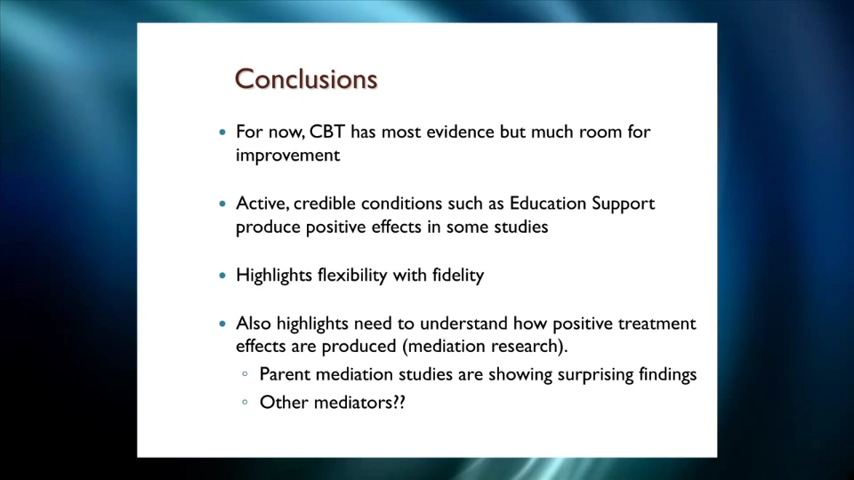 Conclusions
• For now, CBT has most evidence but much room for
improvement
• Active, credible conditions such as Education Support
produce positive effects in some studies
• Highlights flexibility with fidelity
• Also highlights need to understand how positive treatment
effects are produced (mediation research).
◦ Parent mediation studies are showing surprising findings
◦ Other mediators??